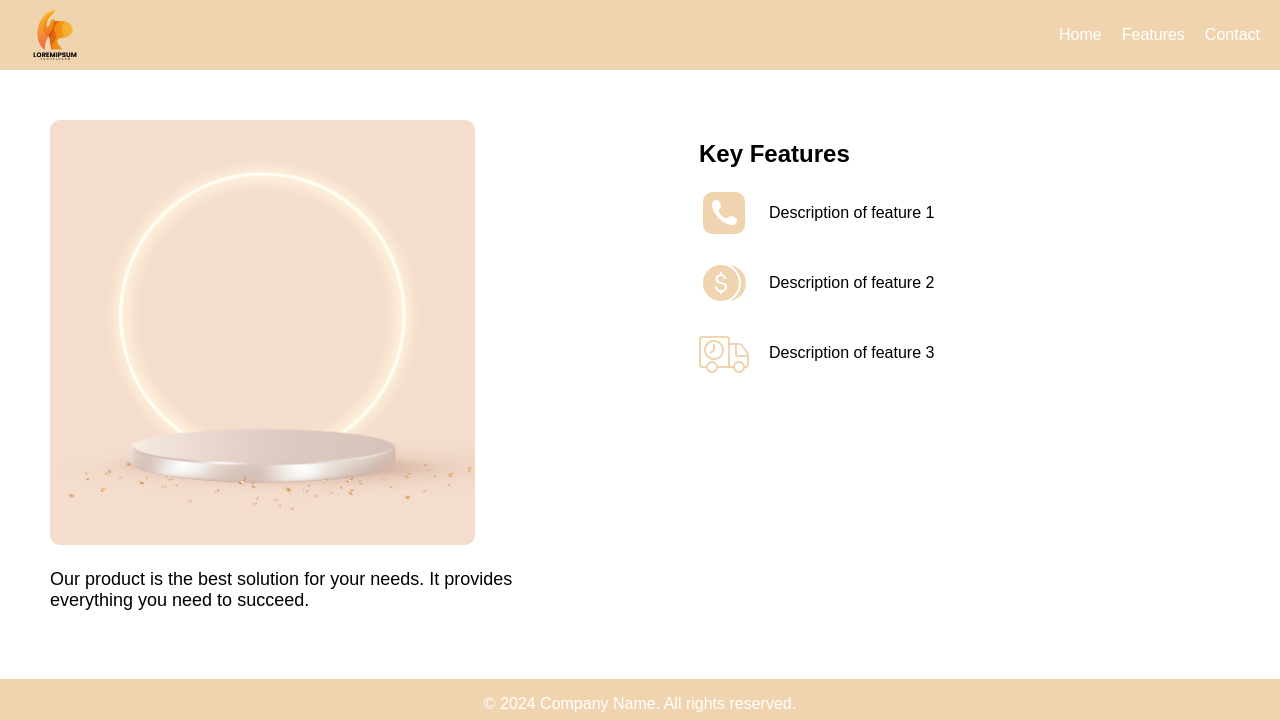 LOREMIPSUM
Home Features Contact
Key Features
Description of feature 1
$
Description of feature 2
Description of feature 3
Our product is the best solution for your needs. It provides
everything you need to succeed.
© 2024 Company Name. All rights reserved.